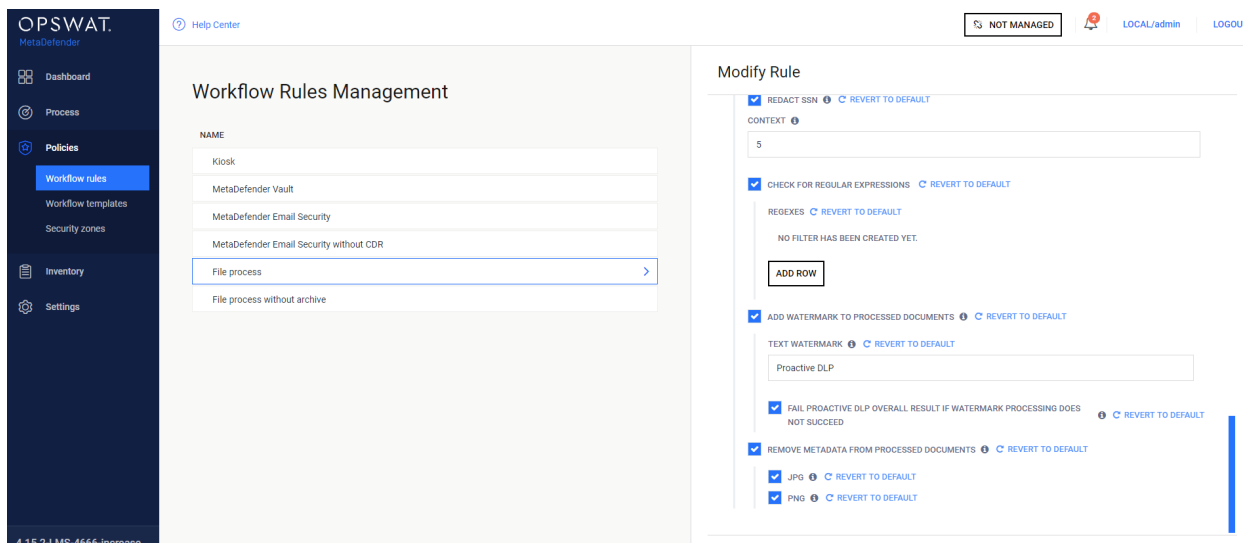 OPSWAT.
MetaDefender
Help Center
NOT MANAGED
2
LOCAL/admin
LOGOU
Dashboard
Process
Policies
Workflow rules
Workflow templates
Security zones
Inventory
Settings
4.15.2-LMS-4666-increase
Workflow Rules Management
NAME
Kiosk
MetaDefender Vault
MetaDefender Email Security
MetaDefender Email Security without CDR
File process
File process without archive
Modify Rule
REDACT SSN REVERT TO DEFAULT
CONTEXT
5
CHECK FOR REGULAR EXPRESSIONS REVERT TO DEFAULT
REGEXES REVERT TO DEFAULT
NO FILTER HAS BEEN CREATED YET.
ADD ROW
ADD WATERMARK TO PROCESSED DOCUMENTS REVERT TO DEFAULT
TEXT WATERMARK REVERT TO DEFAULT
Proactive DLP
FAIL PROACTIVE DLP OVERALL RESULT IF WATERMARK PROCESSING DOES
NOT SUCCEED REVERT TO DEFAULT
REMOVE METADATA FROM PROCESSED DOCUMENTS REVERT TO DEFAULT
JPG REVERT TO DEFAULT
PNG REVERT TO DEFAULT